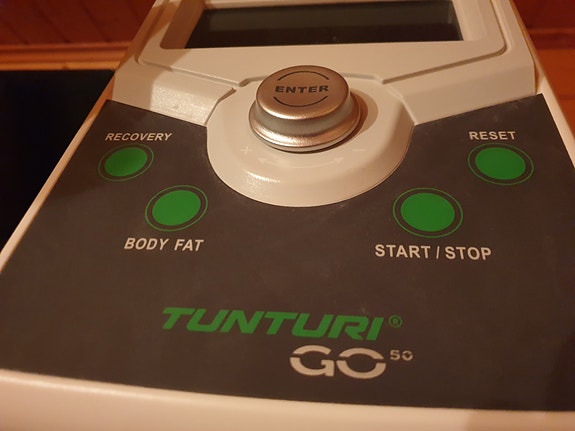 ENTER
RECOVERY
RESET
+ -
BODY FAT
START / STOP
TUNTURI®
GO 50